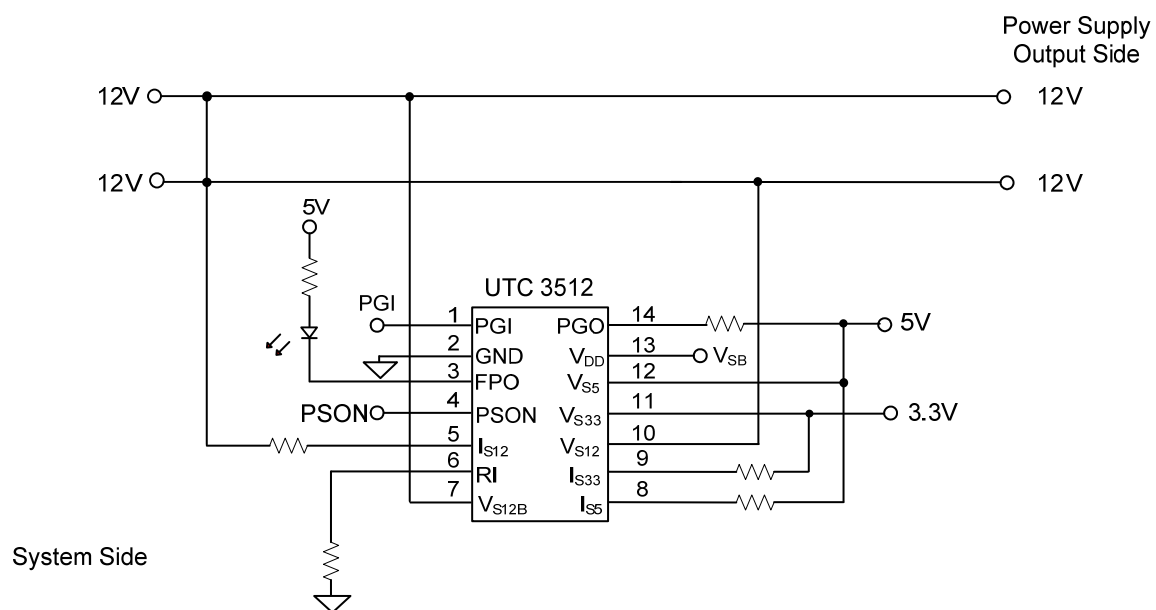 Power Supply
Output Side
12V
12V
12V
12V
5V
UTC 3512
PGI
1
PGI
PGO
14
5V
2
GND
VDD
13
VSB
3
FPO
VS5
12
PSON
4
PSON
VS33
11
3.3V
5
IS12
VS12
10
6
RI
IS33
9
7
VS12B
IS5
8
System Side